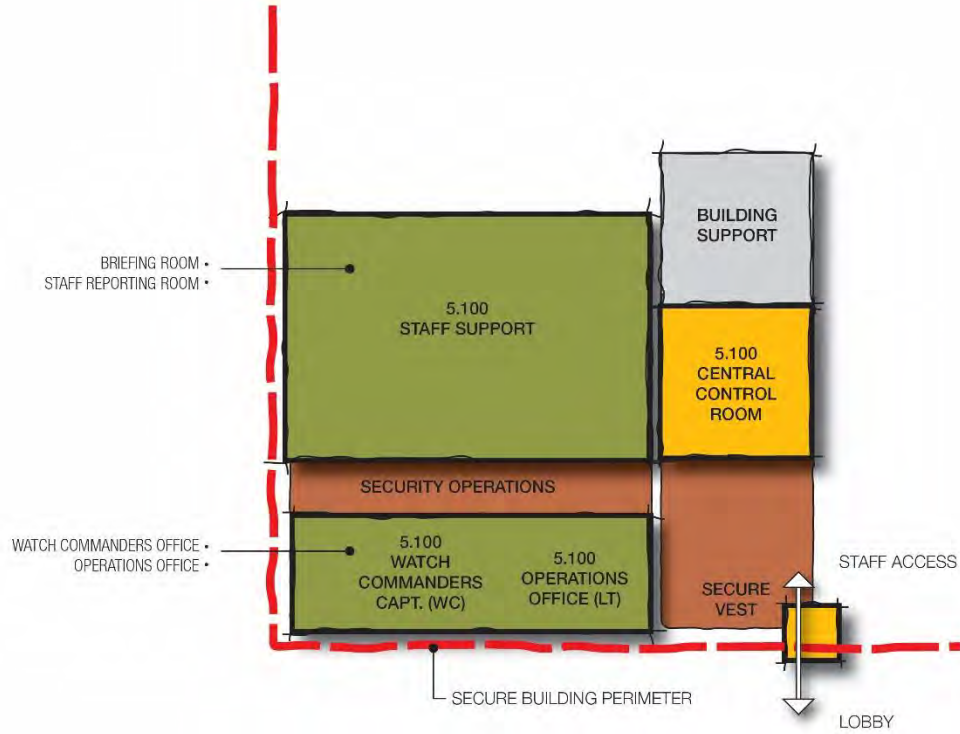 BUILDING
SUPPORT
BRIEFING ROOM •
STAFF REPORTING ROOM •
5.100
STAFF SUPPORT
5.100
CENTRAL
CONTROL
ROOM
SECURITY OPERATIONS
WATCH COMMANDERS OFFICE •
OPERATIONS OFFICE •
5.100
WATCH
COMMANDERS
CAPT. (WC)
5.100
OPERATIONS
OFFICE (LT)
SECURE
VEST
STAFF ACCESS
SECURE BUILDING PERIMETER
LOBBY